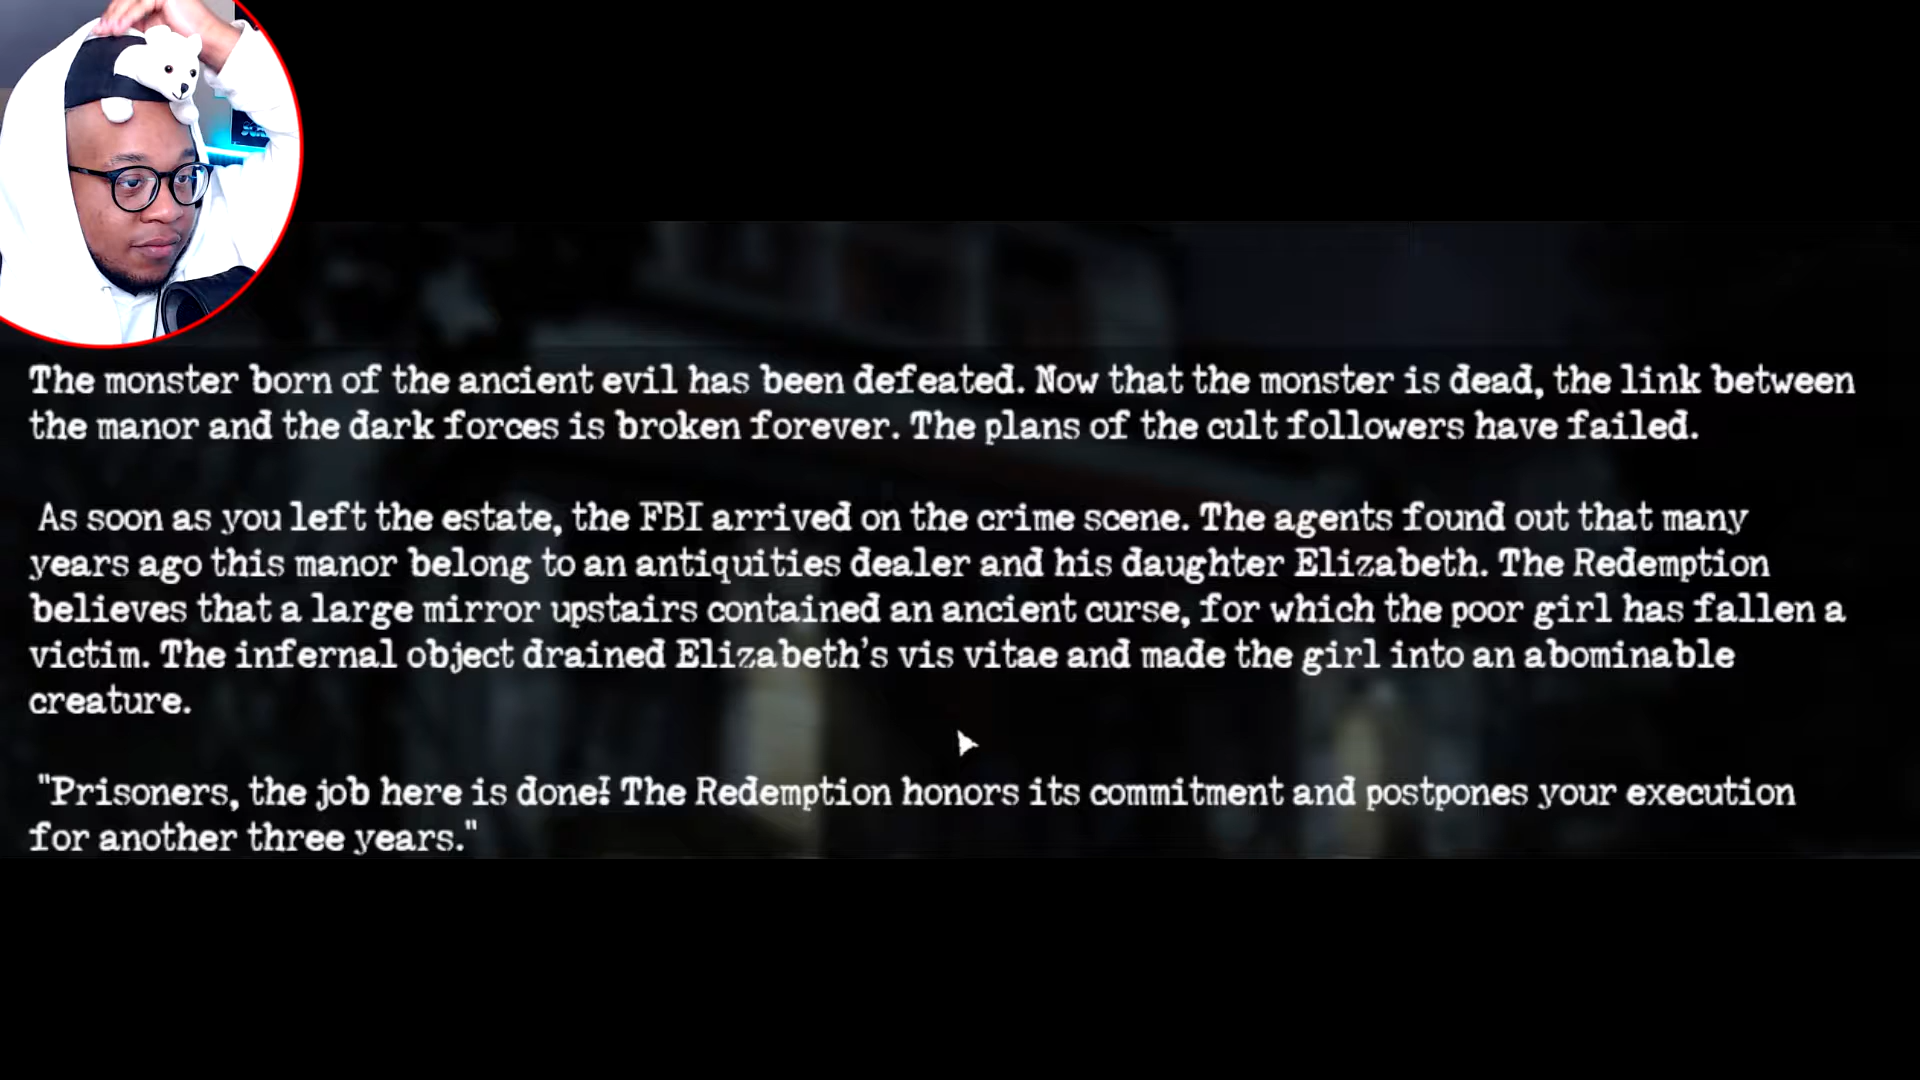 The monster born of the ancient evil has been defeated. Now that the monster is dead, the link between
the manor and the dark forces is broken forever. The plans of the cult followers have failed.
As soon as you left the estate, the FBI arrived on the crime scene. The agents found out that many
years ago this manor belong to an antiquities dealer and his daughter Elizabeth. The Redemption
believes that a large mirror upstairs contained an ancient curse, for which the poor girl has fallen a
victim. The infernal object drained Elizabeth's vis vitae and made the girl into an abominable
creature.
"Prisoners, the job here is done! The Redemption honors its commitment and postpones your execution
for another three years."